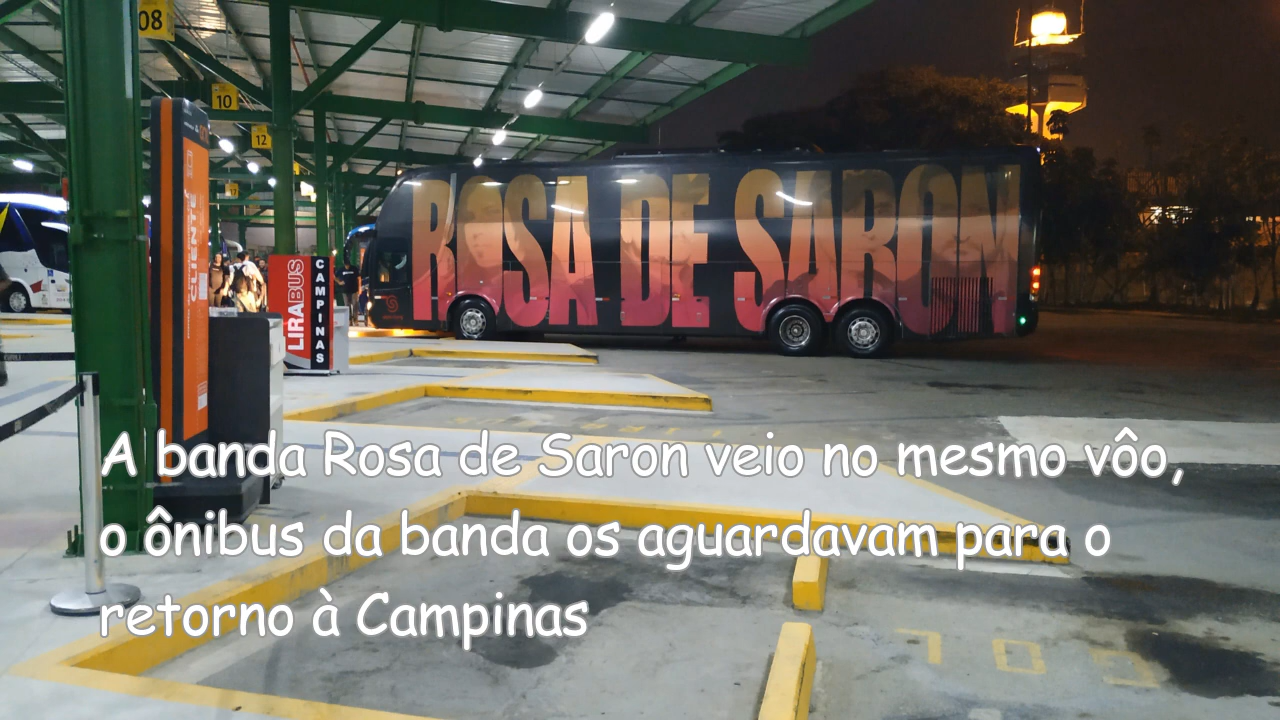 08
10
12
CLIENTE
LIRABUS
CAMPINAS
ROSA DE SARON
A banda Rosa de Saron veio no mesmo vôo,
o ônibus da banda os aguardavam para o
retorno à Campinas